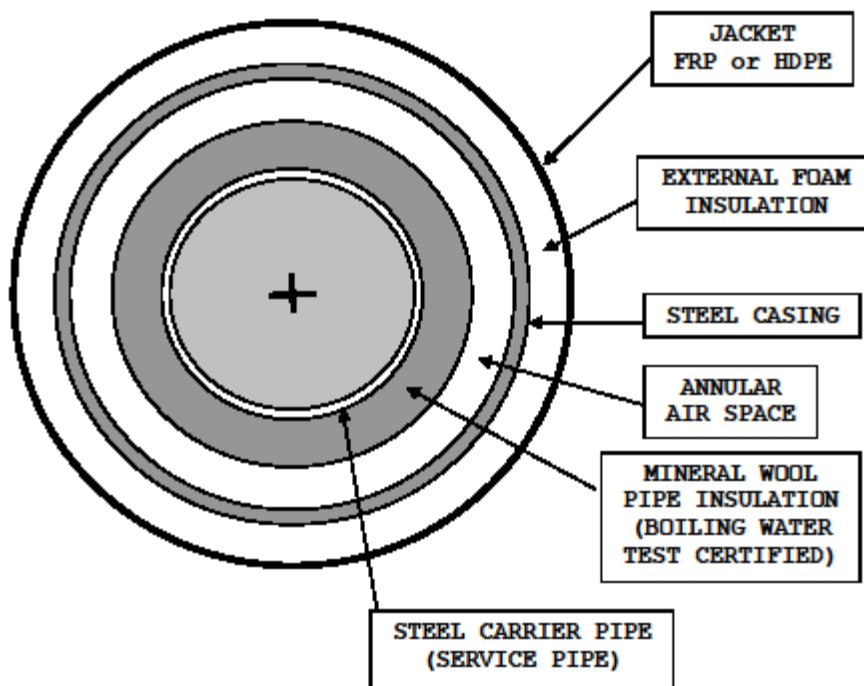 JACKET
FRP or HDPE
EXTERNAL FOAM
INSULATION
STEEL CASING
ANNULAR
AIR SPACE
MINERAL WOOL
PIPE INSULATION
(BOILING WATER
TEST CERTIFIED)
STEEL CARRIER PIPE
(SERVICE PIPE)